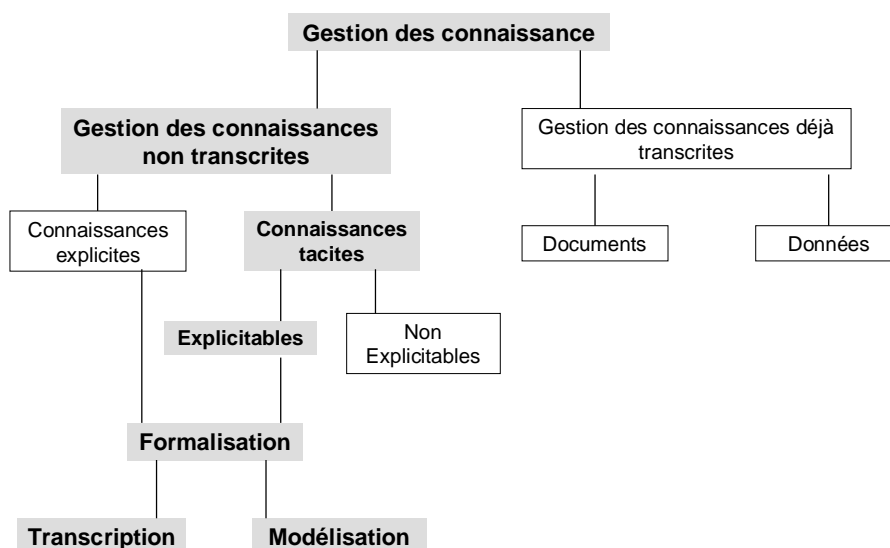 Gestion des connaissance
Gestion des connaissances
non transcrites
Gestion des connaissances déjà
transcrites
Connaissances
explicites
Connaissances
tacites
Documents
Données
Explicitables
Non
Explicitables
Formalisation
Transcription
Modélisation